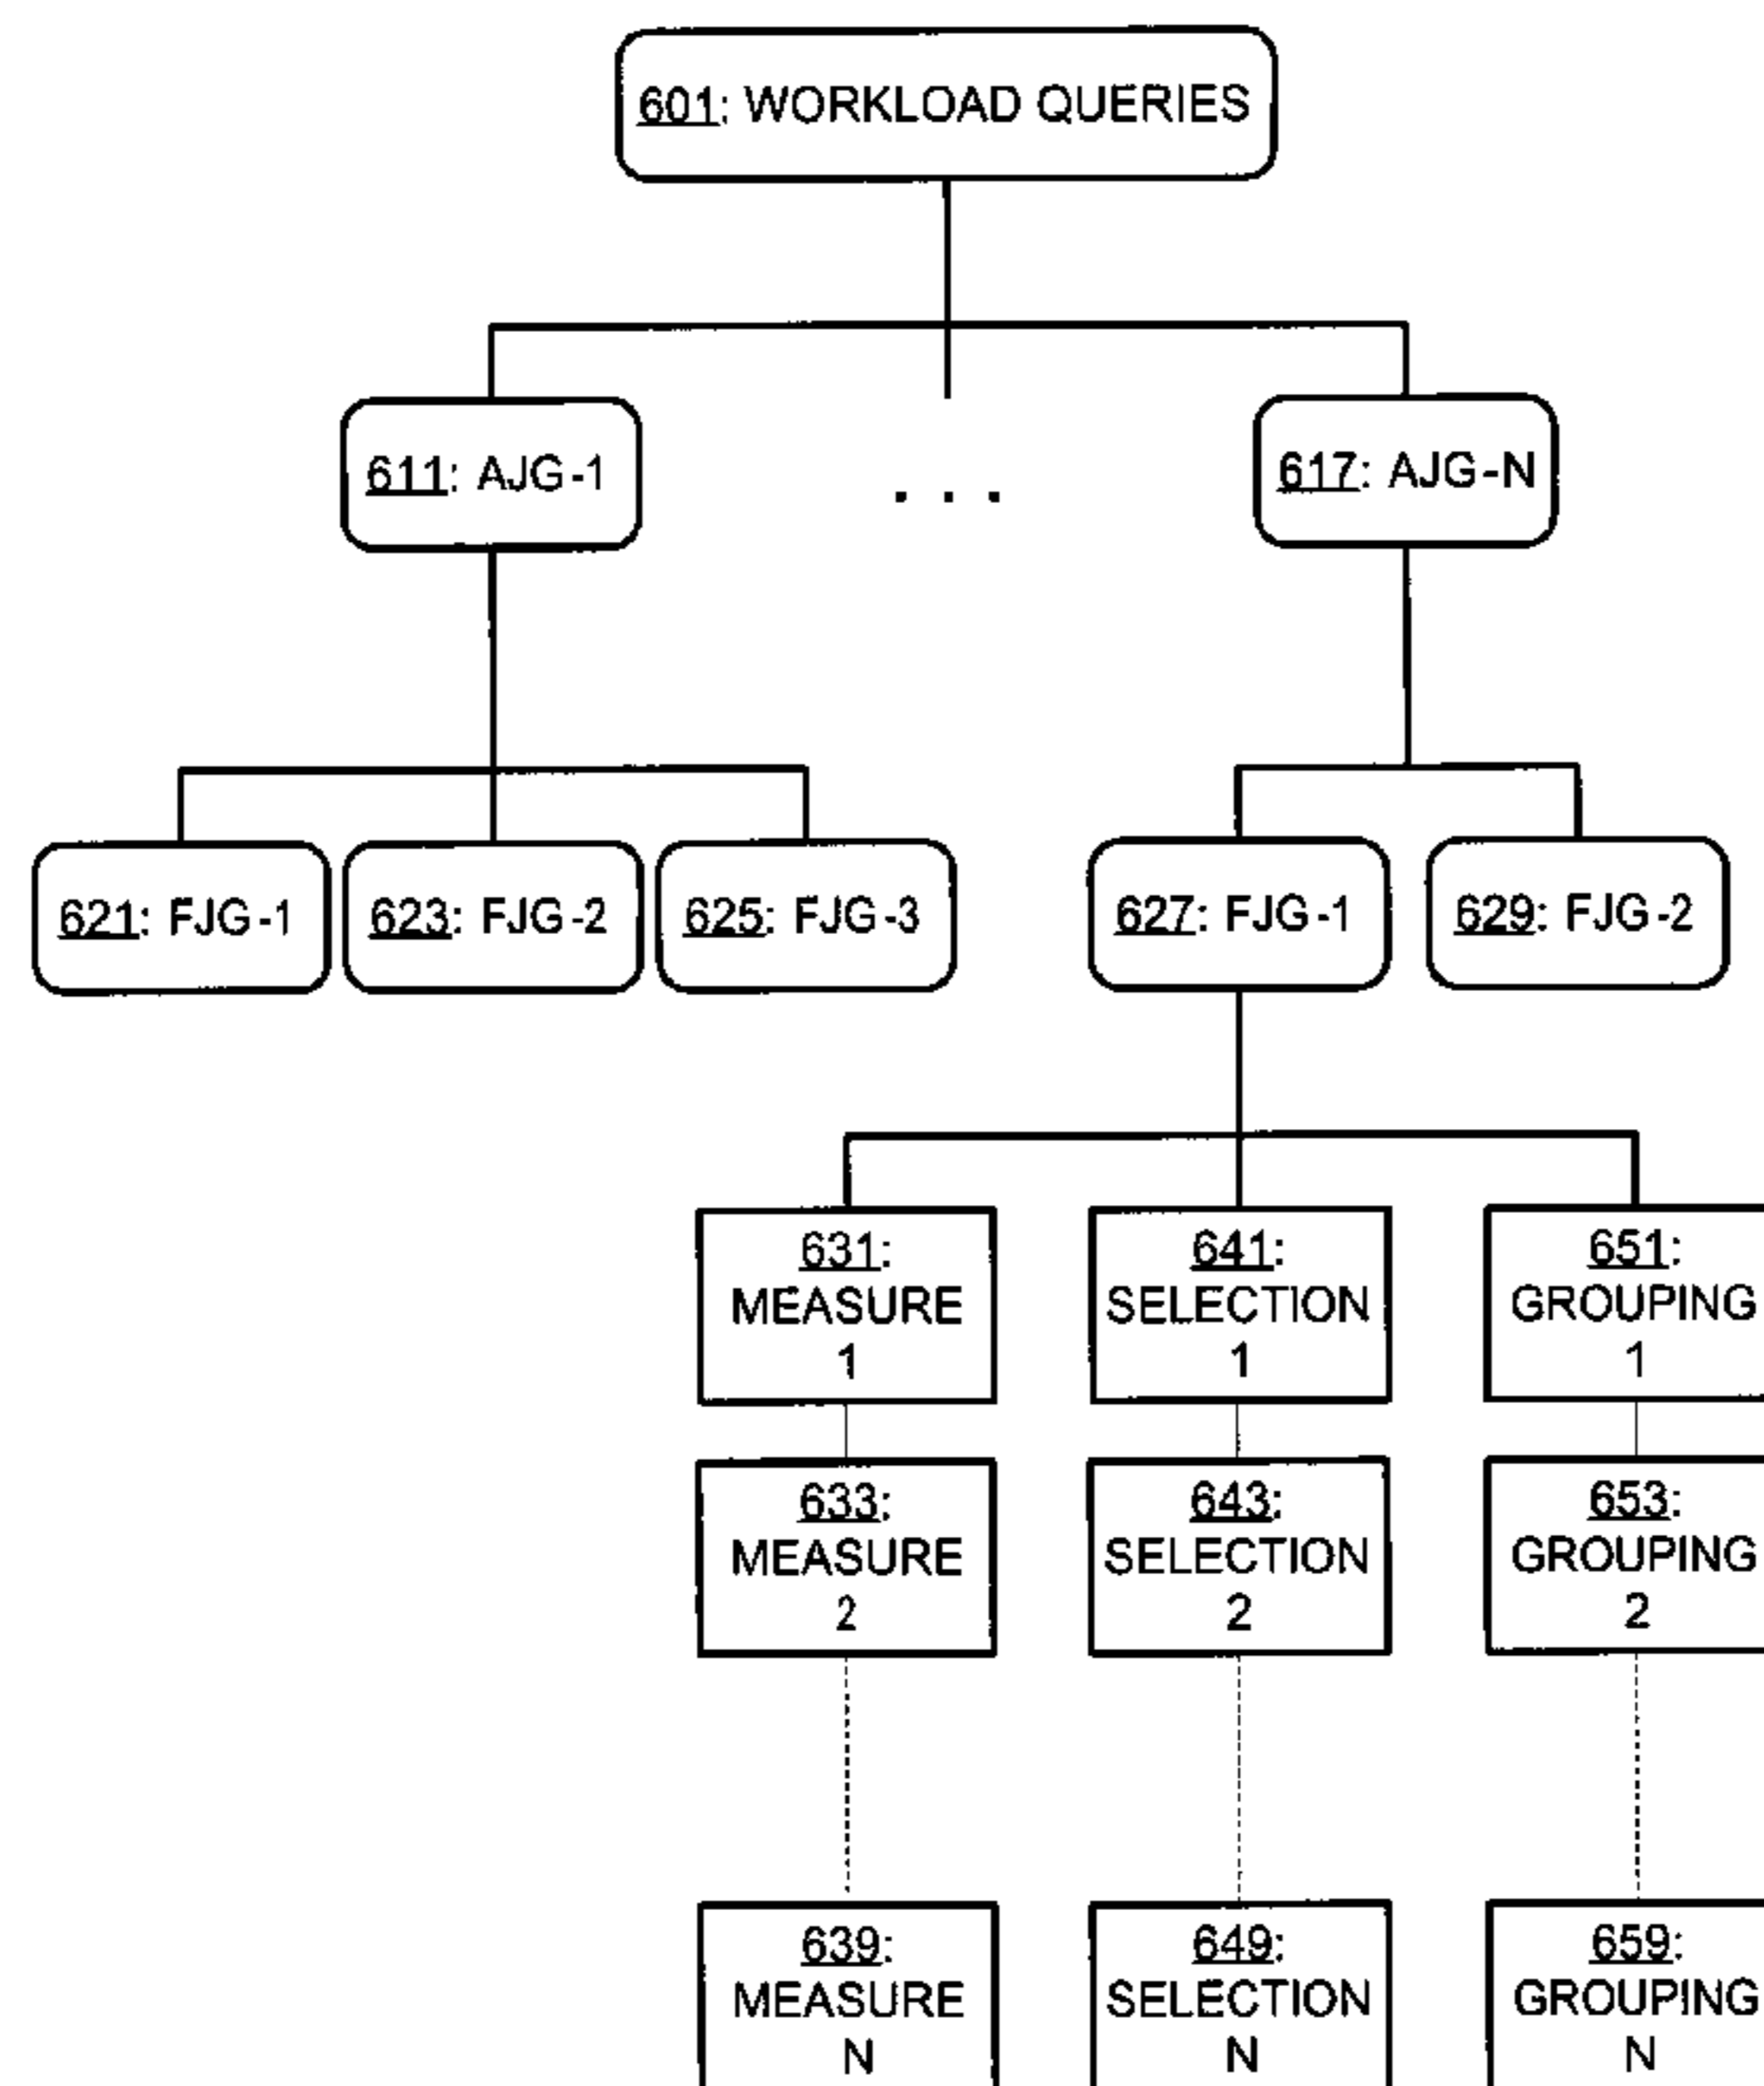 601: WORKLOAD QUERIES
611: AJG-1
. . .
617: AJG-N
621: FJG-1
623: FJG-2
625: FJG-3
627: FJG-1
629: FJG-2
631:
MEASURE
1
641:
SELECTION
1
651:
GROUPING
1
633:
MEASURE
2
643:
SELECTION
2
653:
GROUPING
2
639:
MEASURE
N
649:
SELECTION
N
659:
GROUPING
N